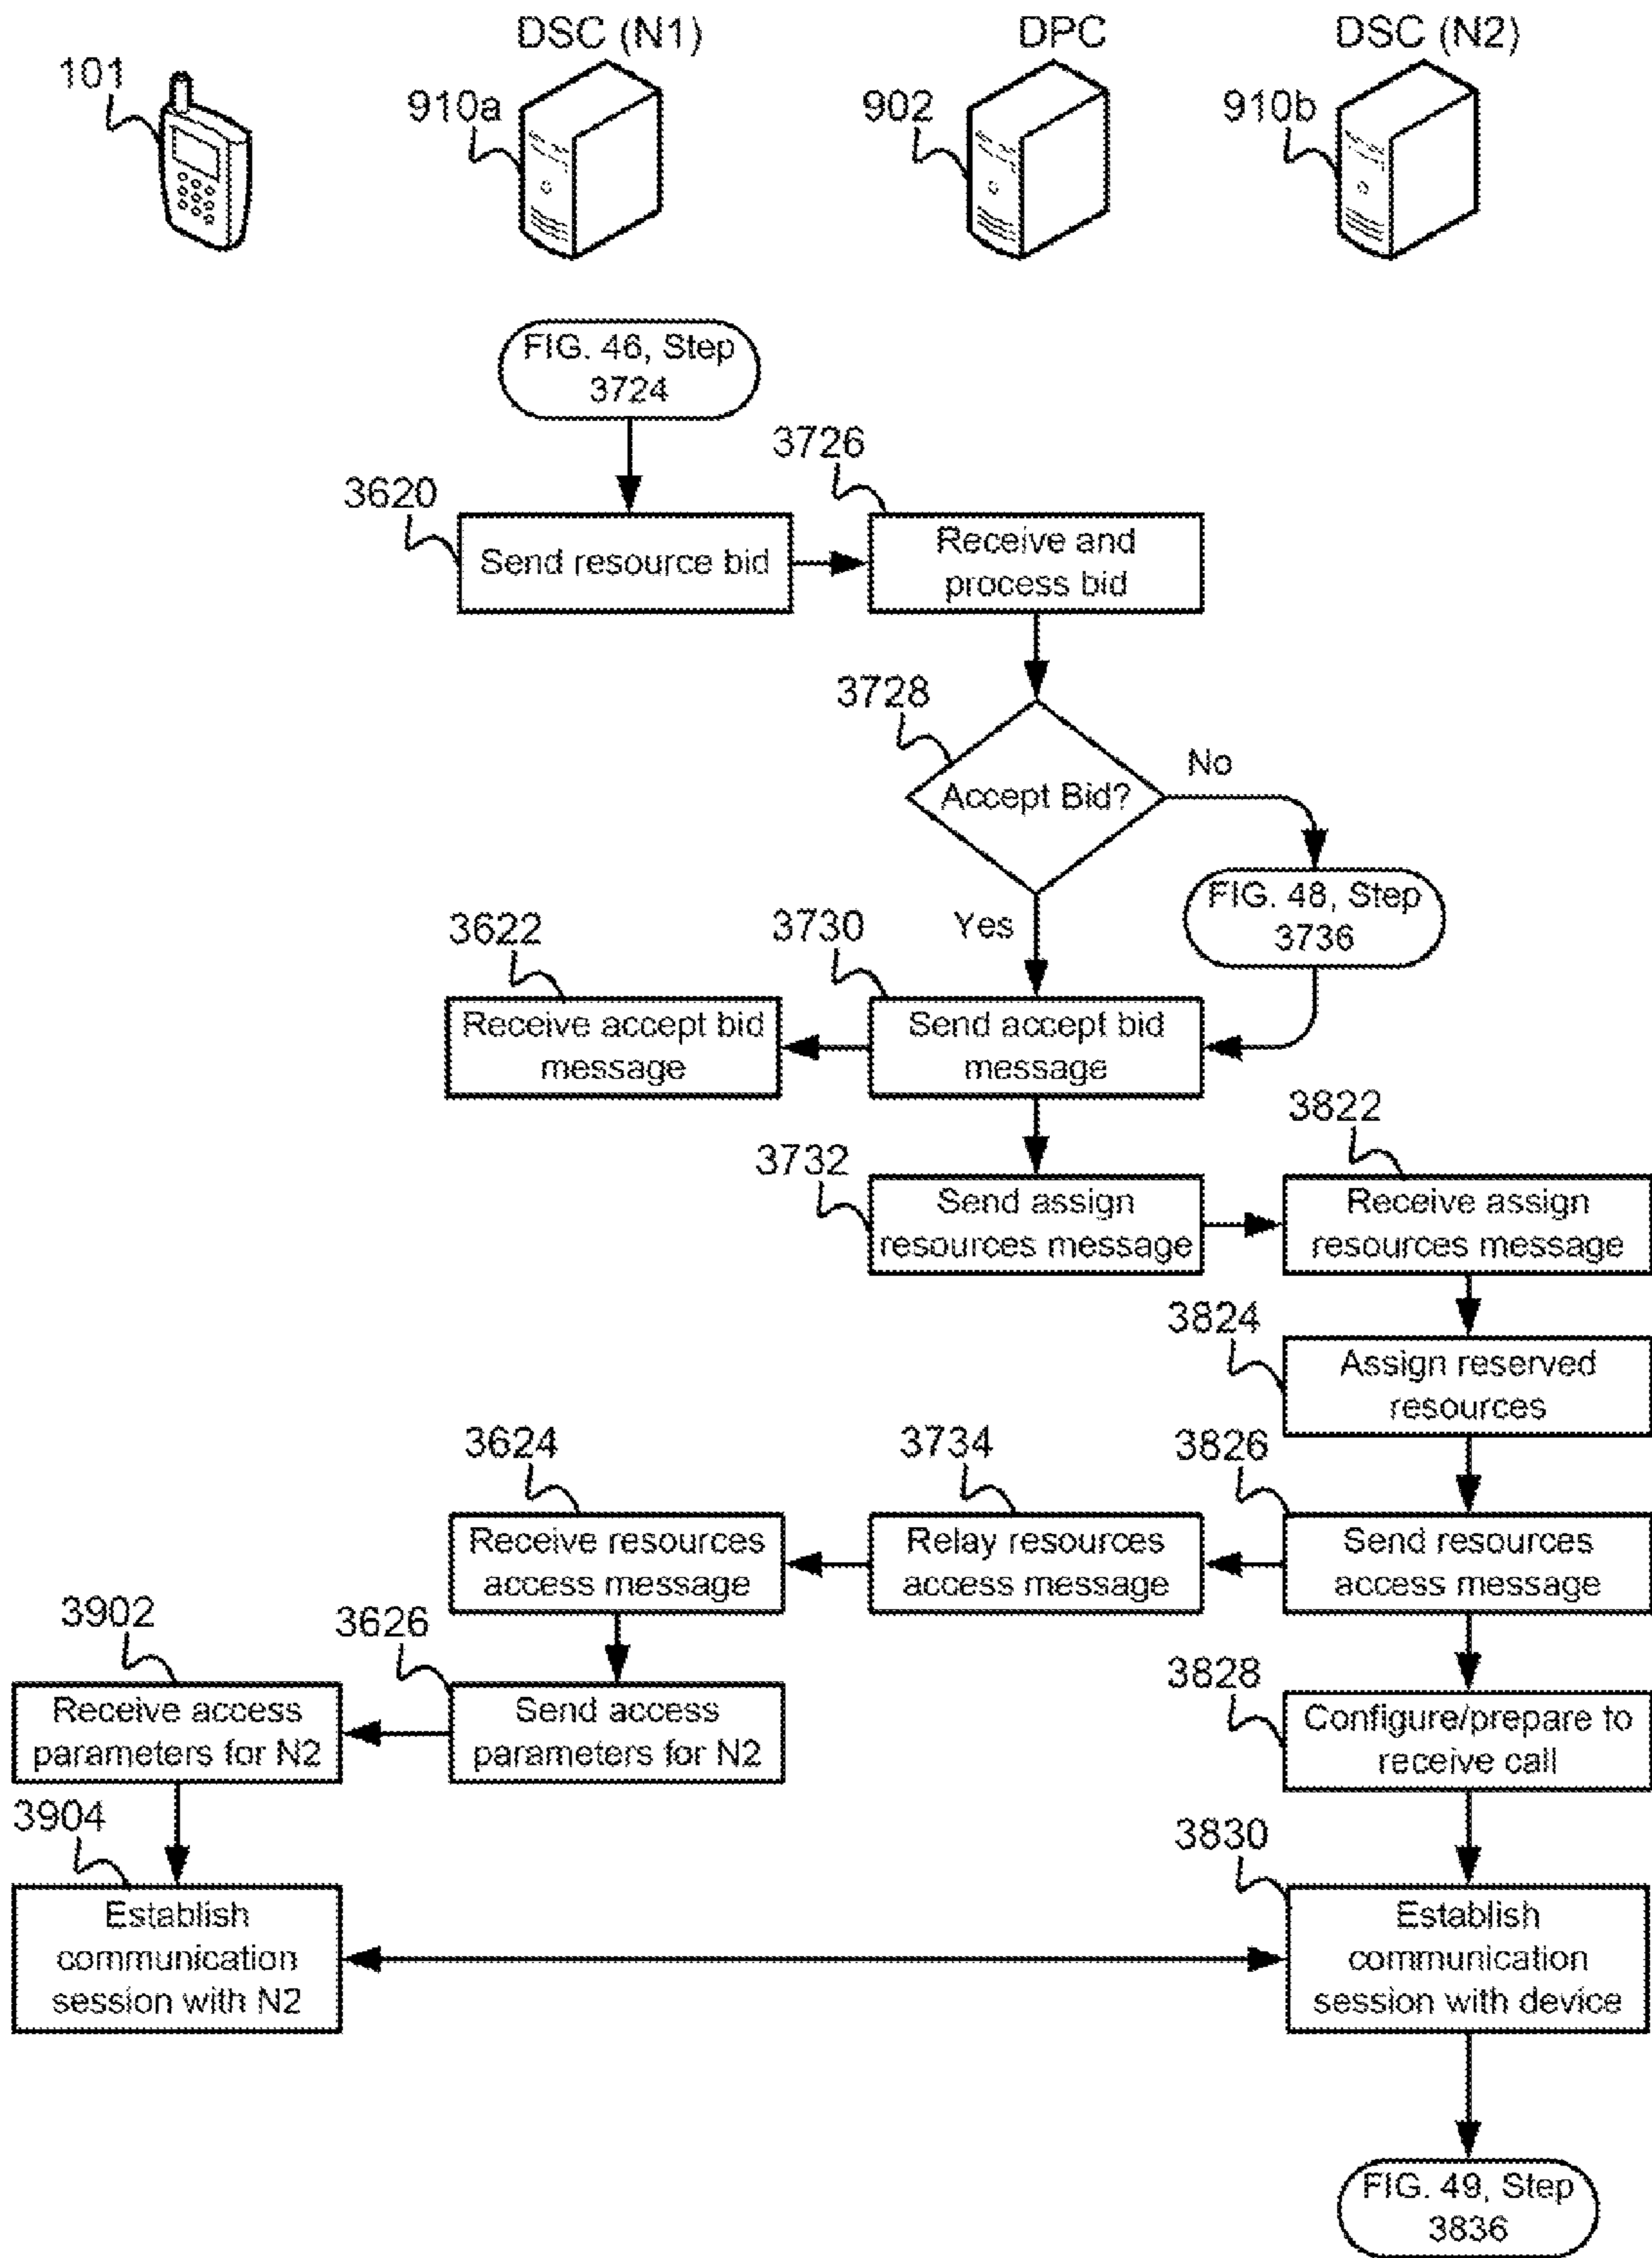 DSC (N1)
DPC
DSC (N2)
101
910a
902
910b
FIG. 46, Step
3724
3726
3620
Send resource bid
Receive and
process bid
3728
No
Accept Bid?
FIG. 48, Step
3736
Yes
3622
3730
Receive accept bid
message
Send accept bid
message
3822
3732
Send assign
resources message
Receive assign
resources message
3824
Assign reserved
resources
3624
3734
3826
Receive resources
access message
Relay resources
access message
Send resources
access message
3902
3626
3828
Receive access
parameters for N2
Send access
parameters for N2
Configure/prepare to
receive call
3904
3830
Establish
communication
session with N2
Establish
communication
session with device
FIG. 49, Step
3836